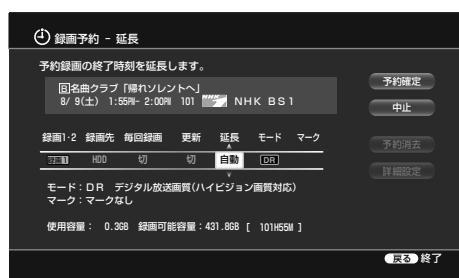 録画予約 - 延長
予約録画の終了時刻を延長します。
回名曲クラブ「帰れソレントへ」
8/ 9(土) 1:55PM- 2:00PM 101 NHK NHK BS1
予約確定
中止
録画1·2 録画先 毎回録画 更新 延長 モード マーク
予約消去
録画1 HDD 切 切 自動 DR
詳細設定
モード：DR デジタル放送画質(ハイビジョン画質対応)
マーク：マークなし
使用容量： 0.3GB 録画可能容量：431.8GB [ 101H55M ]
戻る 終了